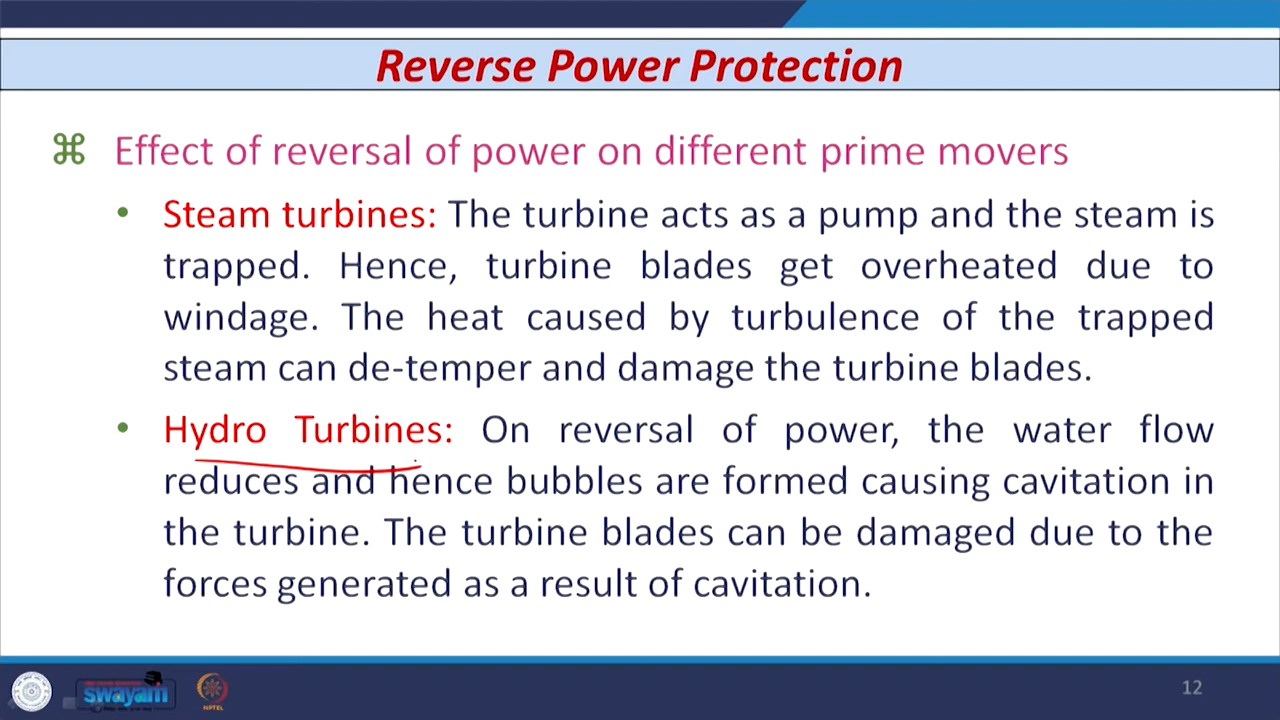 Reverse Power Protection
⌘ Effect of reversal of power on different prime movers
• Steam turbines: The turbine acts as a pump and the steam is
trapped. Hence, turbine blades get overheated due to
windage. The heat caused by turbulence of the trapped
steam can de-temper and damage the turbine blades.
• Hydro Turbines: On reversal of power, the water flow
reduces and hence bubbles are formed causing cavitation in
the turbine. The turbine blades can be damaged due to the
forces generated as a result of cavitation.
swayam
NPTEL
12